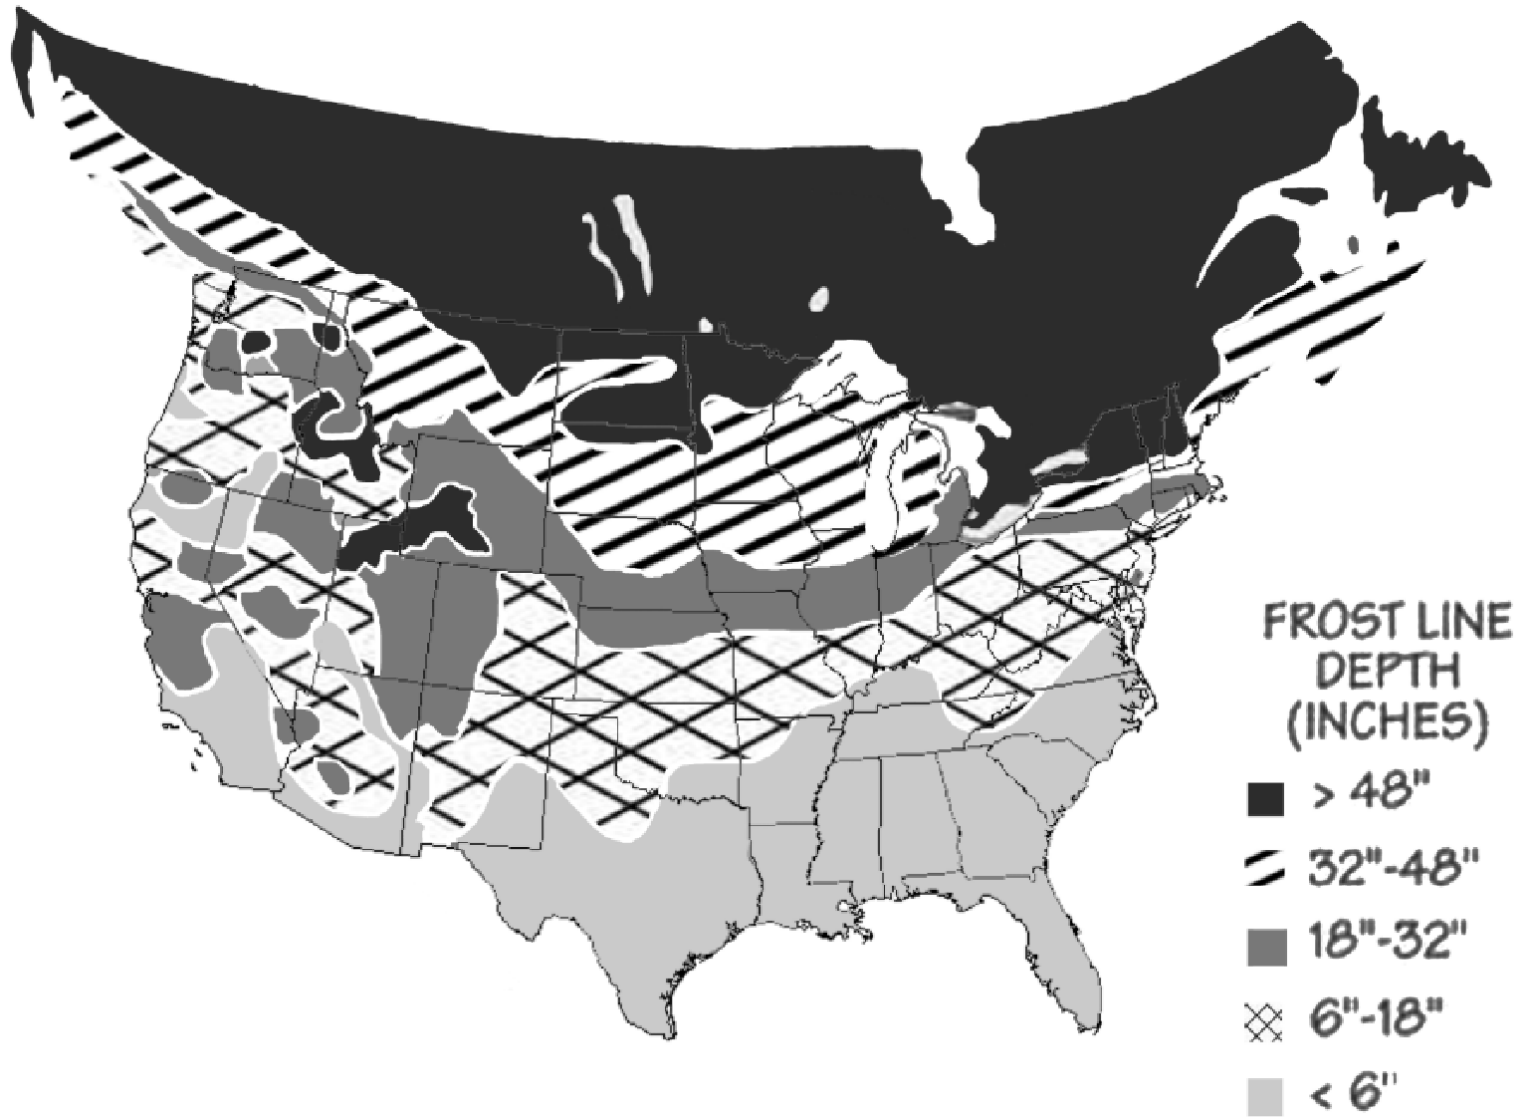 FROST LINE
DEPTH
(INCHES)
> 48"
32"-48"
18"-32"
6"-18"
< 6"